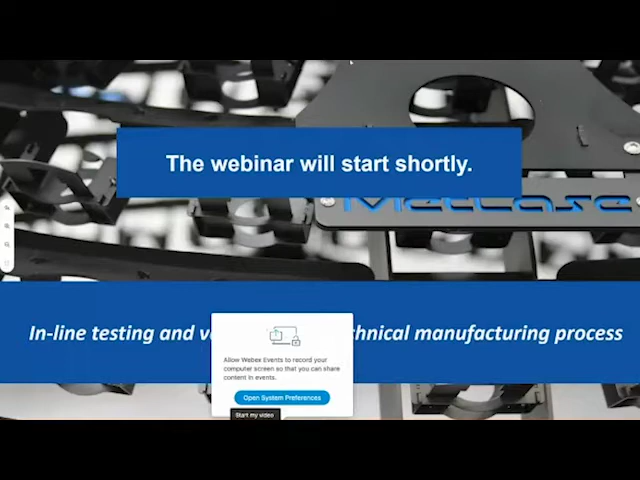 The webinar will start shortly.
MetLase
In-line testing and v
chnical manufacturing process
Allow Webex Events to record your
computer screen so that you can share
content in events.
Open System Preferences
Start my video